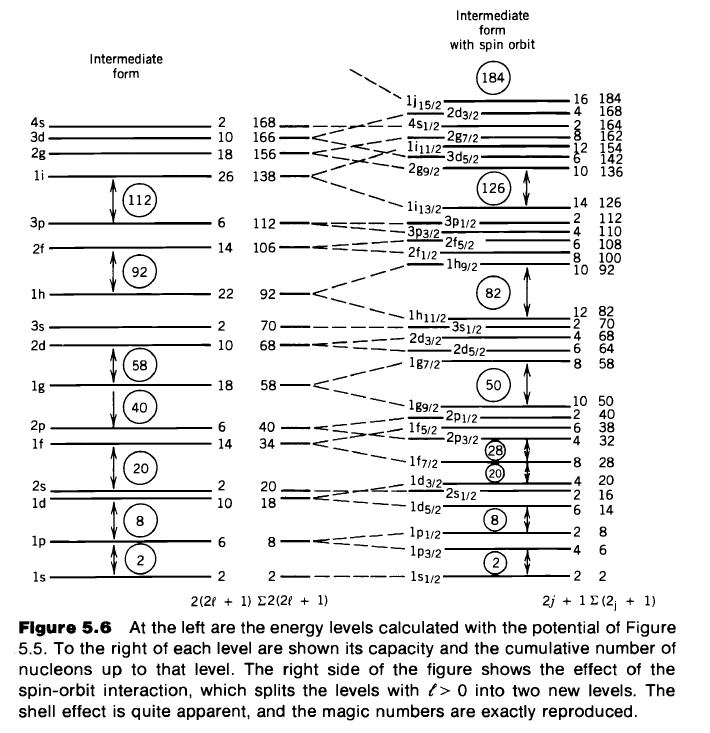 Intermediate
form
4s 2 168
3d 10 166
2g 18 156
1i 26 138
112
3p 6 112
2f 14 106
92
1h 22 92
3s 2 70
2d 10 68
58
1g 18 58
40
2p 6 40
1f 14 34
20
2s 2 20
1d 10 18
8
1p 6 8
2
1s 2 2
2(2ℓ + 1) Σ2(2ℓ + 1)
Intermediate
form
with spin orbit
184
1j15/2 16 184
2d3/2 4 168
4s1/2 2 164
2g7/2 8 162
1i11/2 12 154
3d5/2 6 142
2g9/2 10 136
126
1i13/2 14 126
3p1/2 2 112
3p3/2 4 110
2f5/2 6 108
2f1/2 8 100
1h9/2 10 92
82
1h11/2 12 82
3s1/2 2 70
2d3/2 4 68
2d5/2 6 64
1g7/2 8 58
50
1g9/2 10 50
2p1/2 2 40
1f5/2 6 38
2p3/2 4 32
28
1f7/2 8 28
20
1d3/2 4 20
2s1/2 2 16
1d5/2 6 14
8
1p1/2 2 8
1p3/2 4 6
2
1s1/2 2 2
2j + 1 Σ(2j + 1)
Figure 5.6 At the left are the energy levels calculated with the potential of Figure
5.5. To the right of each level are shown its capacity and the cumulative number of
nucleons up to that level. The right side of the figure shows the effect of the
spin-orbit interaction, which splits the levels with ℓ > 0 into two new levels. The
shell effect is quite apparent, and the magic numbers are exactly reproduced.